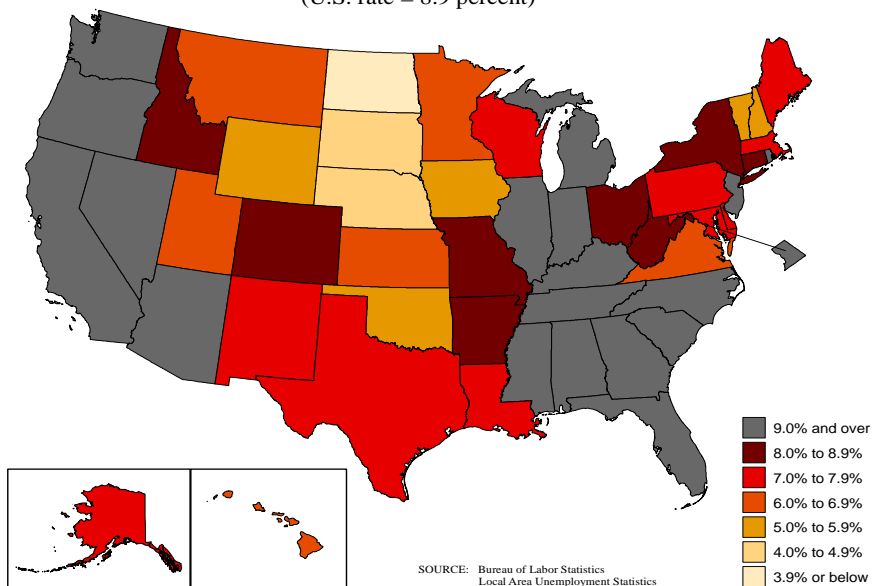 (U.S. rate = 8.9 percent)
9.0% and over
8.0% to 8.9%
7.0% to 7.9%
6.0% to 6.9%
5.0% to 5.9%
4.0% to 4.9%
3.9% or below
SOURCE: Bureau of Labor Statistics
Local Area Unemployment Statistics